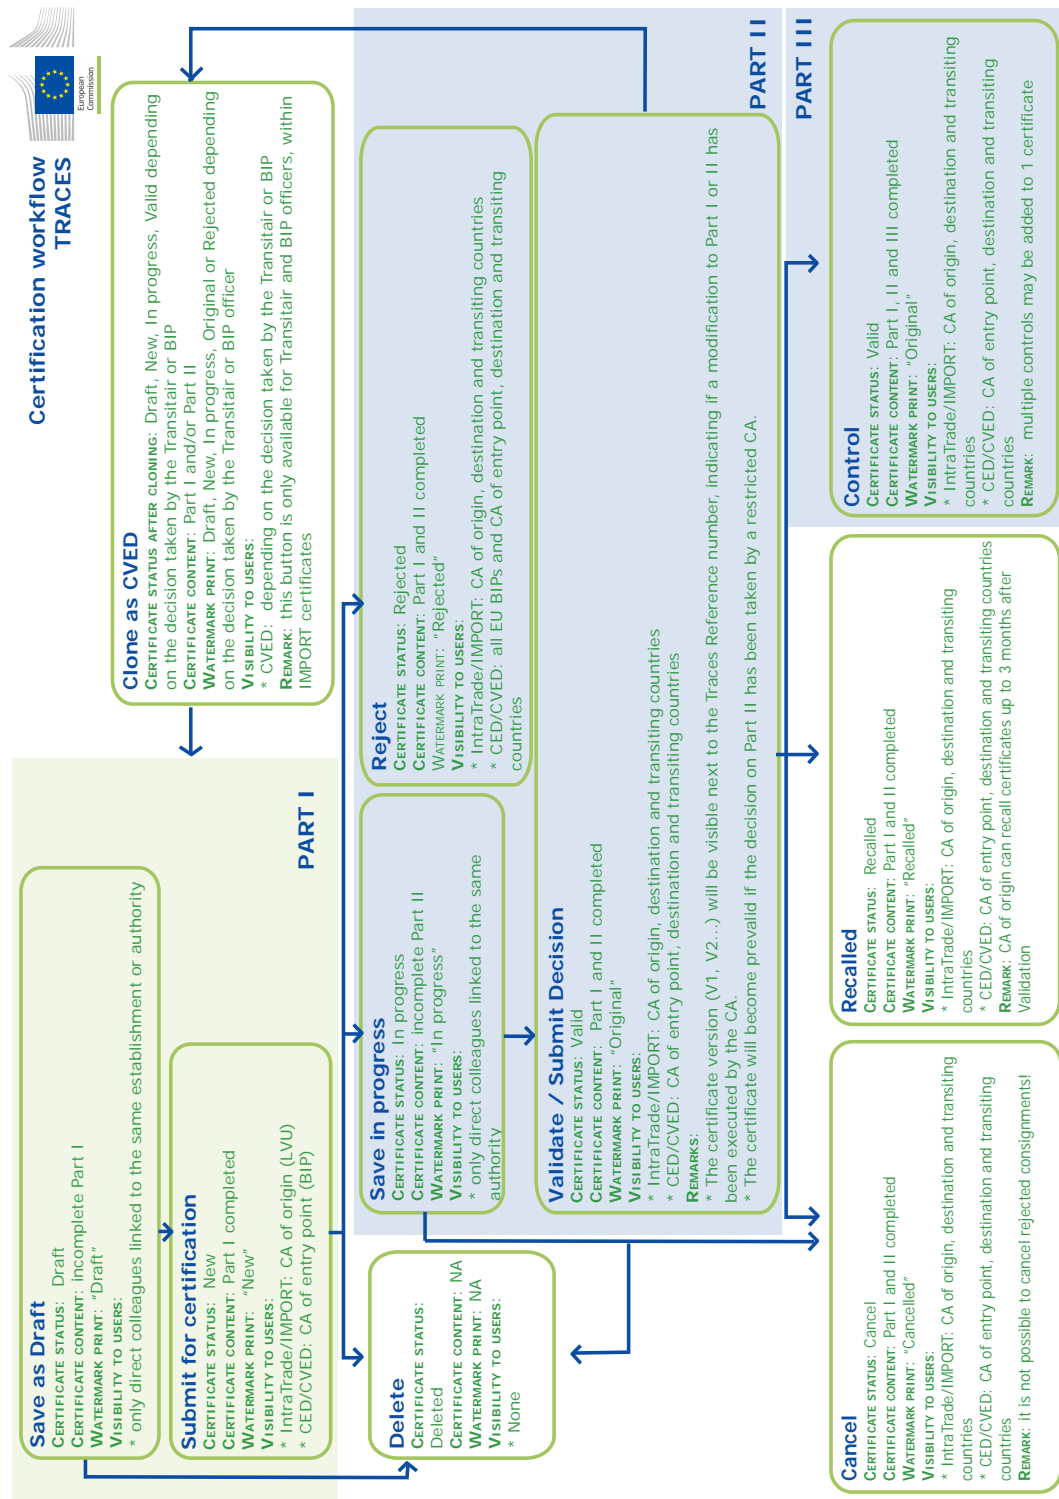 Certification workflow
TRACES
European
Commission
Save as Draft
CERTIFICATE STATUS: Draft
CERTIFICATE CONTENT: incomplete Part I
WATERMARK PRINT: “Draft”
VISIBILITY TO USERS:
* only direct colleagues linked to the same establishment or authority
Submit for certification
CERTIFICATE STATUS: New
CERTIFICATE CONTENT: Part I completed
WATERMARK PRINT: “New”
VISIBILITY TO USERS:
* IntraTrade/IMPORT: CA of origin (LVU)
* CED/CVED: CA of entry point (BIP)
PART I
Clone as CVED
CERTIFICATE STATUS AFTER CLONING: Draft, New, In progress, Valid depending
on the decision taken by the Transitair or BIP
CERTIFICATE CONTENT: Part I and/or Part II
WATERMARK PRINT: Draft, New, In progress, Original or Rejected depending
on the decision taken by the Transitair or BIP officer
VISIBILITY TO USERS:
* CVED: depending on the decision taken by the Transitair or BIP
REMARK: this button is only available for Transitair and BIP officers, within
IMPORT certificates
Delete
CERTIFICATE STATUS:
Deleted
CERTIFICATE CONTENT: NA
WATERMARK PRINT: NA
VISIBILITY TO USERS:
* None
Save in progress
CERTIFICATE STATUS: In progress
CERTIFICATE CONTENT: incomplete Part II
WATERMARK PRINT: “In progress”
VISIBILITY TO USERS:
* only direct colleagues linked to the same
authority
Reject
CERTIFICATE STATUS: Rejected
CERTIFICATE CONTENT: Part I and II completed
WATERMARK PRINT: “Rejected”
VISIBILITY TO USERS:
* IntraTrade/IMPORT: CA of origin, destination and transiting countries
* CED/CVED: all EU BIPs and CA of entry point, destination and transiting
countries
Validate / Submit Decision
CERTIFICATE STATUS: Valid
CERTIFICATE CONTENT: Part I and II completed
WATERMARK PRINT: “Original”
VISIBILITY TO USERS:
* IntraTrade/IMPORT: CA of origin, destination and transiting countries
* CED/CVED: CA of entry point, destination and transiting countries
REMARKS:
* The certificate version (V1, V2...) will be visible next to the Traces Reference number, indicating if a modification to Part I or II has
been executed by the CA.
* The certificate will become prevalid if the decision on Part II has been taken by a restricted CA.
PART II
PART III
Cancel
CERTIFICATE STATUS: Cancel
CERTIFICATE CONTENT: Part I and II completed
WATERMARK PRINT: “Cancelled”
VISIBILITY TO USERS:
* IntraTrade/IMPORT: CA of origin, destination and transiting
countries
* CED/CVED: CA of entry point, destination and transiting
countries
REMARK: it is not possible to cancel rejected consignments!
Recalled
CERTIFICATE STATUS: Recalled
CERTIFICATE CONTENT: Part I and II completed
WATERMARK PRINT: “Recalled”
VISIBILITY TO USERS:
* IntraTrade/IMPORT: CA of origin, destination and transiting
countries
* CED/CVED: CA of entry point, destination and transiting countries
REMARK: CA of origin can recall certificates up to 3 months after
Validation
Control
CERTIFICATE STATUS: Valid
CERTIFICATE CONTENT: Part I, II and III completed
WATERMARK PRINT: “Original”
VISIBILITY TO USERS:
* IntraTrade/IMPORT: CA of origin, destination and transiting
countries
* CED/CVED: CA of entry point, destination and transiting
countries
REMARK: multiple controls may be added to 1 certificate